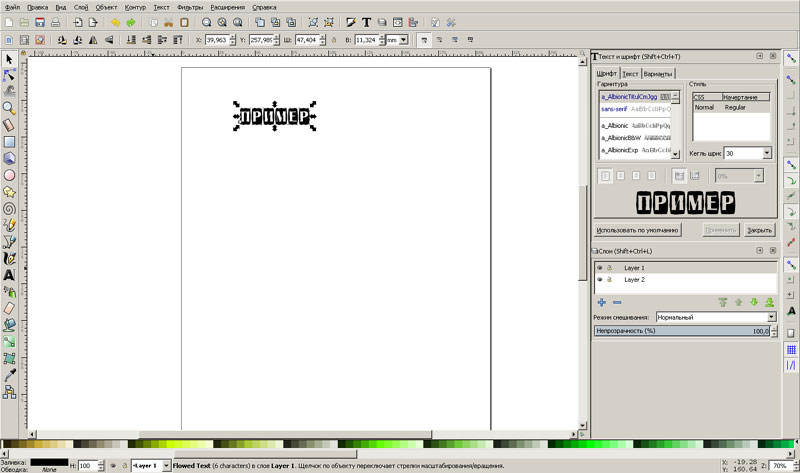 Файл Правка Вид Слой Объект Контур Текст Фильтры Расширения Справка
X: 39,963 Y: 257,989 Ш: 47,404 В: 11,324 mm
Текст и шрифт (Shift+Ctrl+T)
Шрифт Текст Варианты
Гарнитура Стиль
a_AlbionicTitulCmJgg
CSS Начертание
sans-serif AaBbCcIiPpQq
Normal Regular
a_Albionic AaBbCcIiPpQq
a_AlbionicBbW AaBbCcIiP
a_AlbionicExp AaBbCcIi
Кегль шрис 30
0%
ПРИМЕР
ПРИМЕР
Использовать по умолчанию Применить Закрыть
Слои (Shift+Ctrl+L)
Layer 1
Layer 2
Режим смешивания: Нормальный
Непрозрачность (%) 100,0
Заливка:
Обводка: None
H: 100
Layer 1
Flowed Text (6 characters) в слое Layer 1. Щелчок по объекту переключает стрелки масштабирования/вращения.
X: -19.28
Y: 160.64
Z: 70%